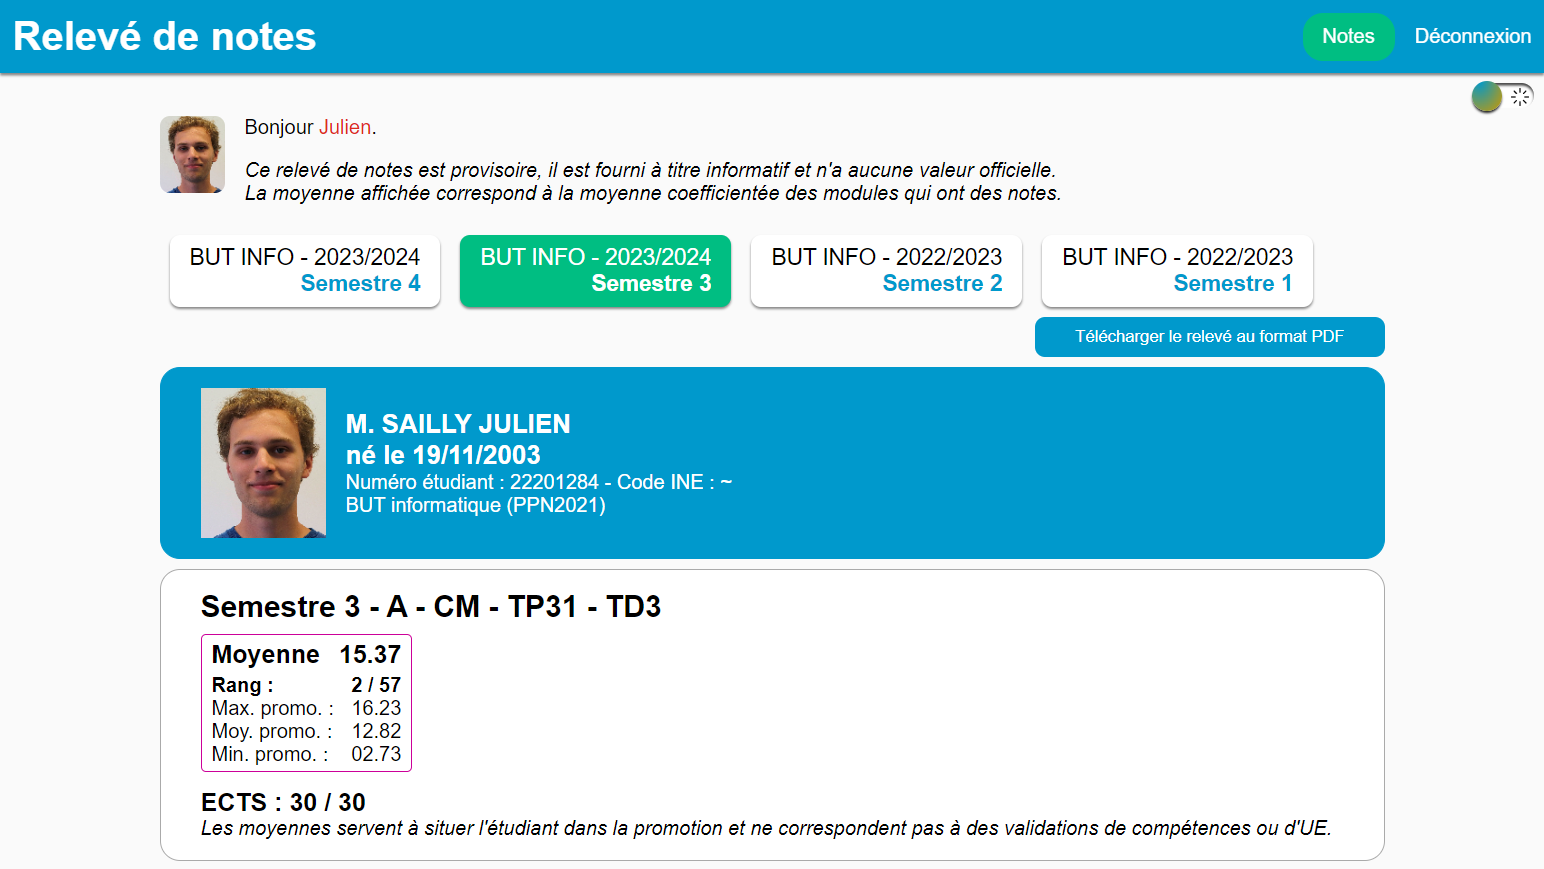 Relevé de notes
Notes
Déconnexion
Bonjour Julien.
Ce relevé de notes est provisoire, il est fourni à titre informatif et n'a aucune valeur officielle.
La moyenne affichée correspond à la moyenne coefficientée des modules qui ont des notes.
BUT INFO - 2023/2024
Semestre 4
BUT INFO - 2023/2024
Semestre 3
BUT INFO - 2022/2023
Semestre 2
BUT INFO - 2022/2023
Semestre 1
Télécharger le relevé au format PDF
M. SAILLY JULIEN
né le 19/11/2003
Numéro étudiant : 22201284 - Code INE : ~
BUT informatique (PPN2021)
Semestre 3 - A - CM - TP31 - TD3
Moyenne 15.37
Rang : 2 / 57
Max. promo. : 16.23
Moy. promo. : 12.82
Min. promo. : 02.73
ECTS : 30 / 30
Les moyennes servent à situer l'étudiant dans la promotion et ne correspondent pas à des validations de compétences ou d'UE.